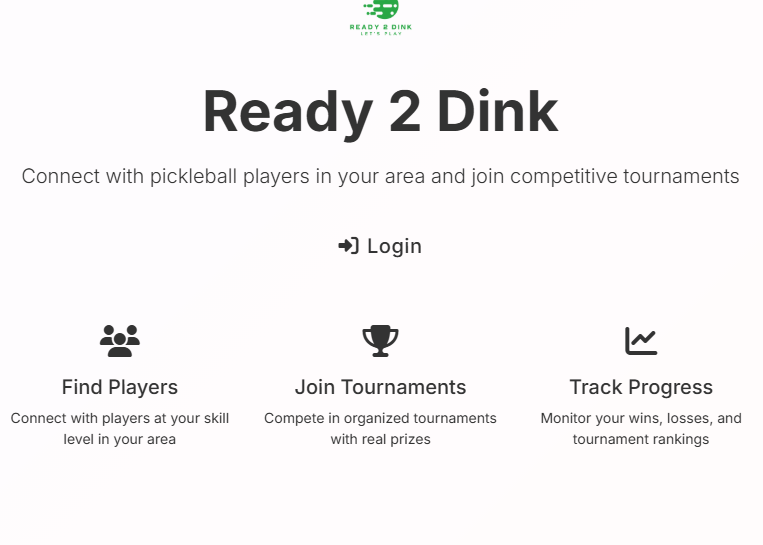 READY 2 DINK
LET'S PLAY
Ready 2 Dink
Connect with pickleball players in your area and join competitive tournaments
Login
Find Players
Connect with players at your skill
level in your area
Join Tournaments
Compete in organized tournaments
with real prizes
Track Progress
Monitor your wins, losses, and
tournament rankings